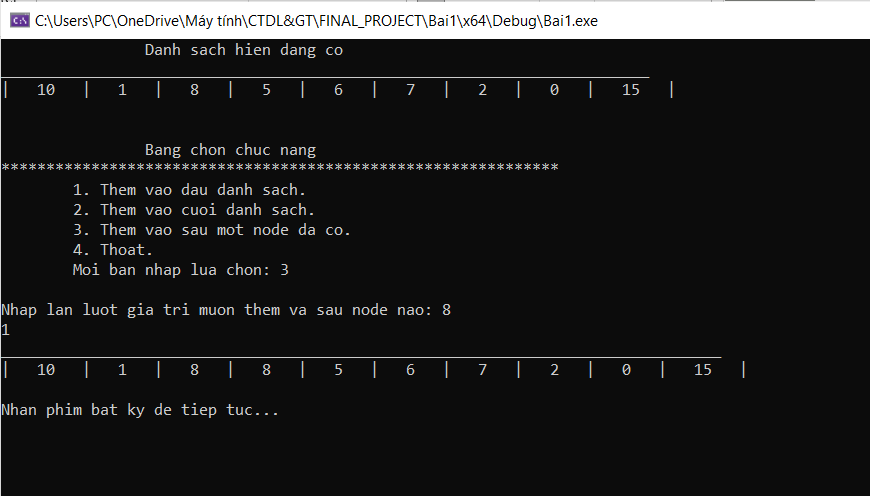 C:\Users\PC\OneDrive\Máy tính\CTDL&GT\FINAL_PROJECT\Bai1\x64\Debug\Bai1.exe
Danh sach hien dang co
________________________________________________________________________
| 10 | 1 | 8 | 5 | 6 | 7 | 2 | 0 | 15 |
Bang chon chuc nang
**************************************************************
1. Them vao dau danh sach.
2. Them vao cuoi danh sach.
3. Them vao sau mot node da co.
4. Thoat.
Moi ban nhap lua chon: 3
Nhap lan luot gia tri muon them va sau node nao: 8
1
________________________________________________________________________________
| 10 | 1 | 8 | 8 | 5 | 6 | 7 | 2 | 0 | 15 |
Nhan phim bat ky de tiep tuc...